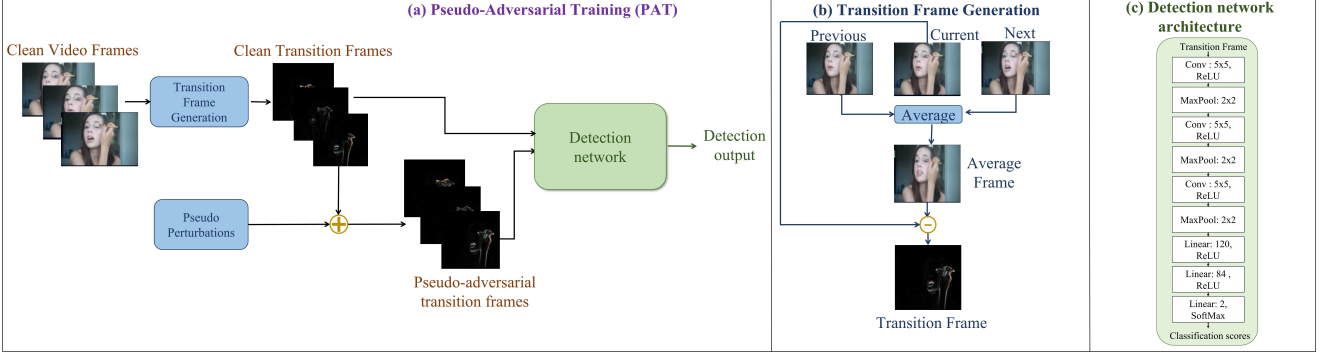 (a) Pseudo-Adversarial Training (PAT)
Clean Video Frames
Transition
Frame
Generation
Clean Transition Frames
Pseudo
Perturbations
Pseudo-adversarial
transition frames
Detection
network
Detection
output
(b) Transition Frame Generation
Previous
Current
Next
Average
Average
Frame
Transition Frame
(c) Detection network
architecture
Transition Frame
Conv : 5x5,
ReLU
MaxPool: 2x2
Conv : 5x5,
ReLU
MaxPool: 2x2
Conv : 5x5,
ReLU
MaxPool: 2x2
Linear: 120,
ReLU
Linear: 84 ,
ReLU
Linear: 2,
SoftMax
Classification scores